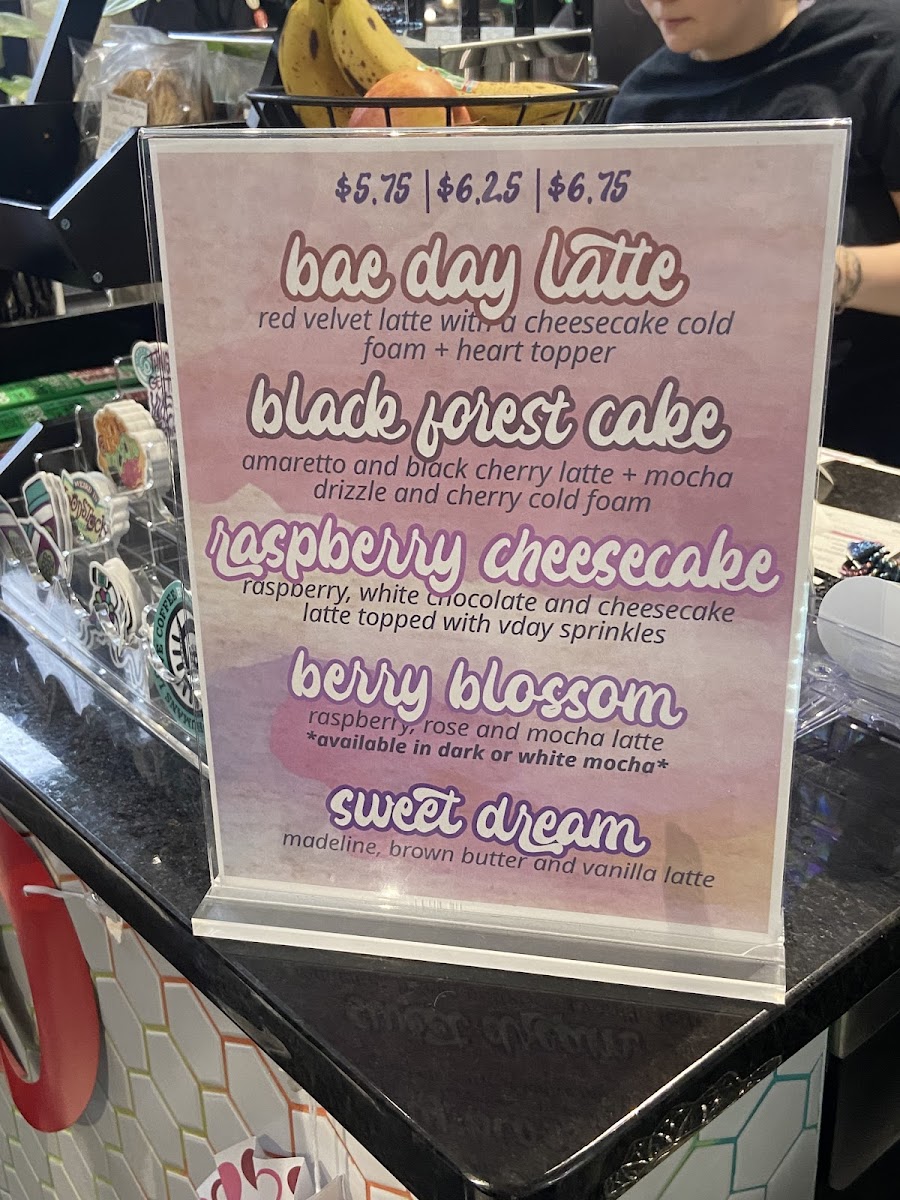 $5.75 | $6.25 | $6.75
bae day latte
red velvet latte with a cheesecake cold
foam + heart topper
black forest cake
amaretto and black cherry latte + mocha
drizzle and cherry cold foam
raspberry cheesecake
raspberry, white chocolate and cheesecake
latte topped with vday sprinkles
berry blossom
raspberry, rose and mocha latte
*available in dark or white mocha*
sweet dream
madeline, brown butter and vanilla latte
COFFEE